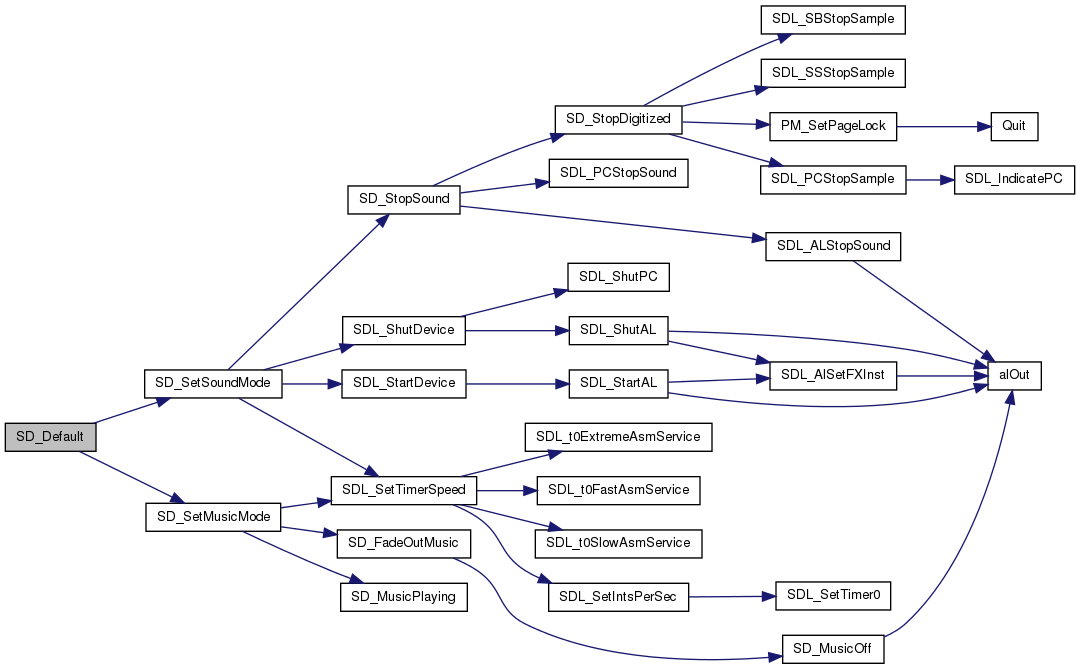 SDL_SBStopSample
SDL_SSStopSample
SD_StopDigitized
PM_SetPageLock
Quit
SDL_PCStopSound
SDL_PCStopSample
SDL_IndicatePC
SD_StopSound
SDL_ALStopSound
SDL_ShutPC
SDL_ShutDevice
SDL_ShutAL
SD_SetSoundMode
SDL_StartDevice
SDL_StartAL
SDL_AlSetFXInst
alOut
SD_Default
SDL_t0ExtremeAsmService
SDL_SetTimerSpeed
SDL_t0FastAsmService
SD_SetMusicMode
SD_FadeOutMusic
SDL_t0SlowAsmService
SD_MusicPlaying
SDL_SetIntsPerSec
SDL_SetTimer0
SD_MusicOff